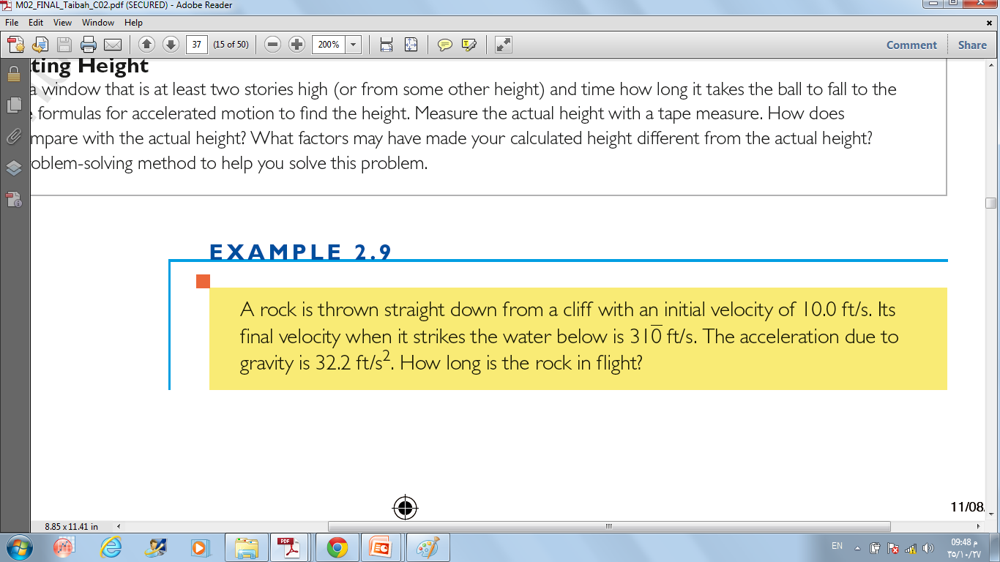 M02_FINAL_Taibah_C02.pdf (SECURED) - Adobe Reader
File Edit View Window Help
37 (15 of 50) 200% Comment Share
ting Height
a window that is at least two stories high (or from some other height) and time how long it takes the ball to fall to the
formulas for accelerated motion to find the height. Measure the actual height with a tape measure. How does
mpare with the actual height? What factors may have made your calculated height different from the actual height?
oblem-solving method to help you solve this problem.
EXAMPLE 2.9
A rock is thrown straight down from a cliff with an initial velocity of 10.0 ft/s. Its
final velocity when it strikes the water below is 310̅ ft/s. The acceleration due to
gravity is 32.2 ft/s². How long is the rock in flight?
11/08
8.85 x 11.41 in
PDF
EN
09:48 م
٣٥/١٠/٢٧